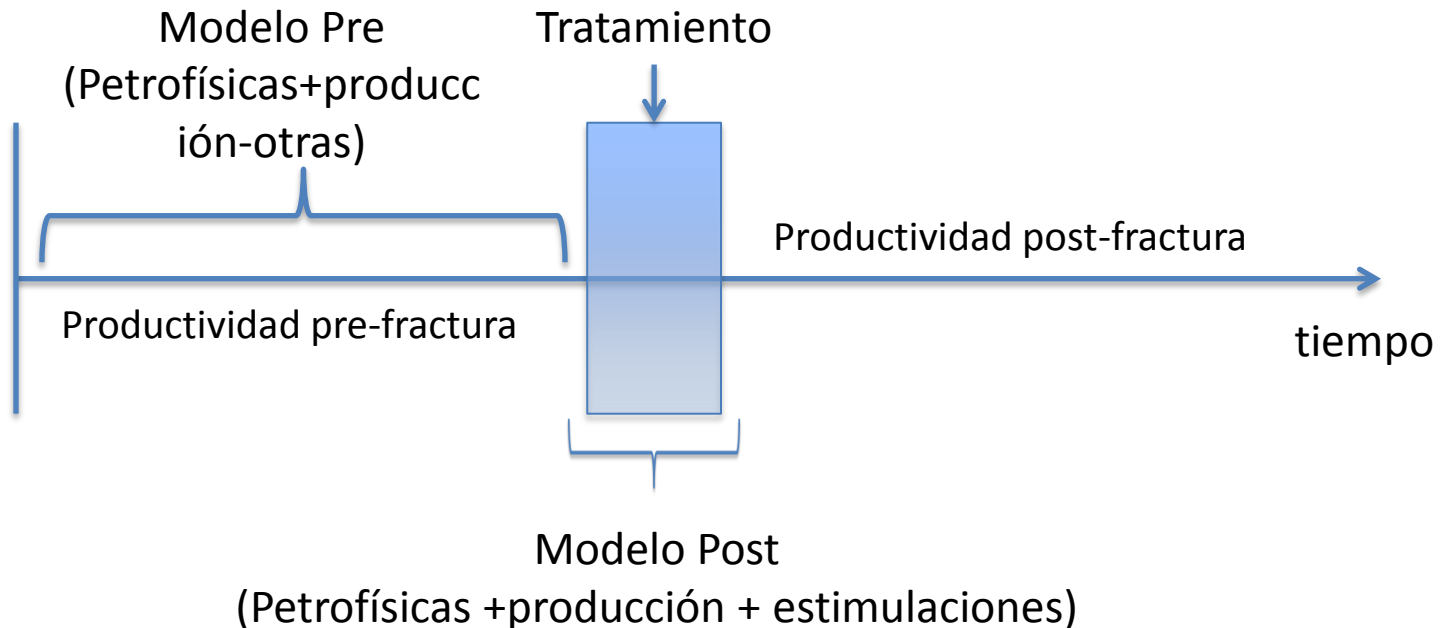 Modelo Pre
(Petrofísicas+producc
ión-otras)
Tratamiento
Productividad post-fractura
Productividad pre-fractura
tiempo
Modelo Post
(Petrofísicas +producción + estimulaciones)